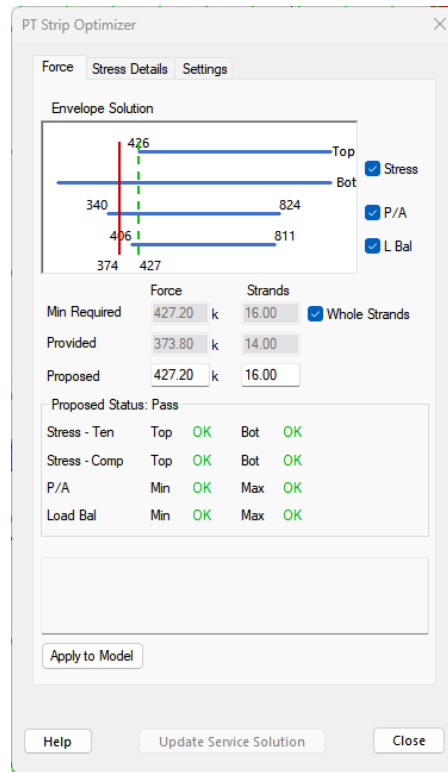 PT Strip Optimizer
Force Stress Details Settings
Envelope Solution
426
Top
Stress
Bot
340 824
P/A
406 811
L Bal
374 427
Force Strands
Min Required 427.20 k 16.00 Whole Strands
Provided 373.80 k 14.00
Proposed 427.20 k 16.00
Proposed Status: Pass
Stress - Ten Top OK Bot OK
Stress - Comp Top OK Bot OK
P/A Min OK Max OK
Load Bal Min OK Max OK
Apply to Model
Help Update Service Solution Close